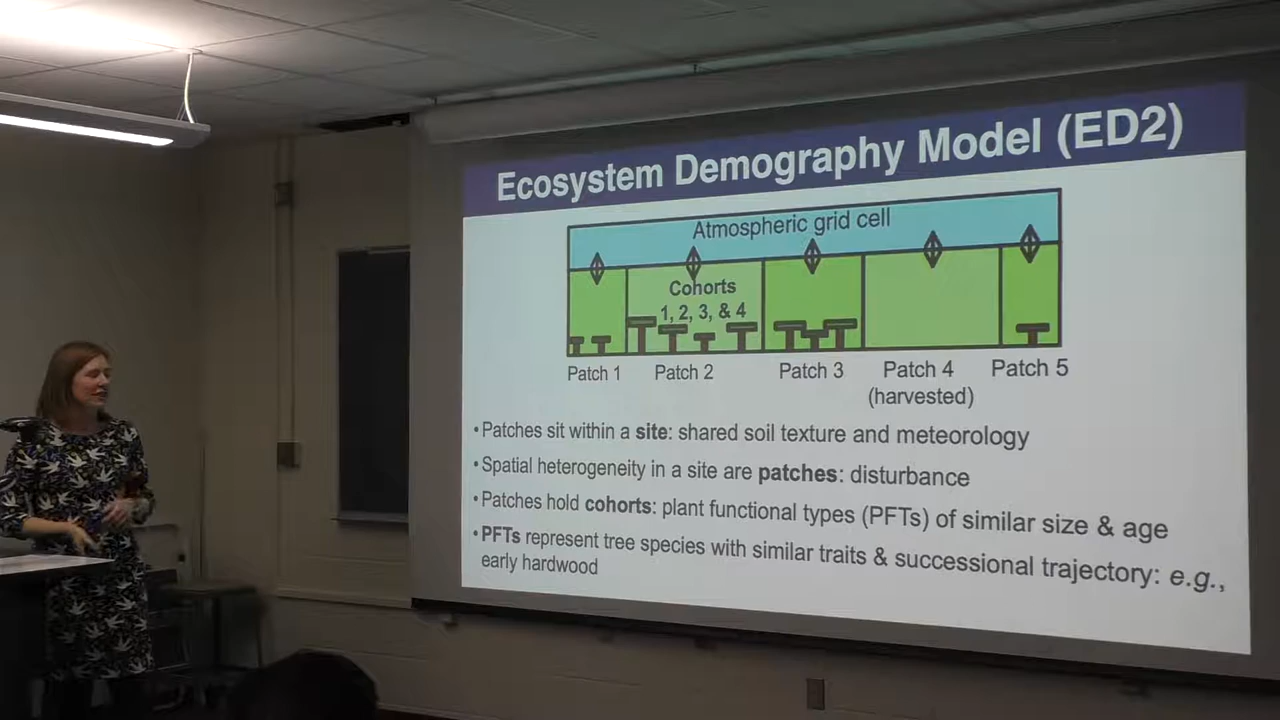 Ecosystem Demography Model (ED2)
Atmospheric grid cell
Cohorts
1, 2, 3, & 4
Patch 1 Patch 2 Patch 3 Patch 4 Patch 5
(harvested)
•Patches sit within a site: shared soil texture and meteorology
•Spatial heterogeneity in a site are patches: disturbance
•Patches hold cohorts: plant functional types (PFTs) of similar size & age
•PFTs represent tree species with similar traits & successional trajectory: e.g.,
early hardwood